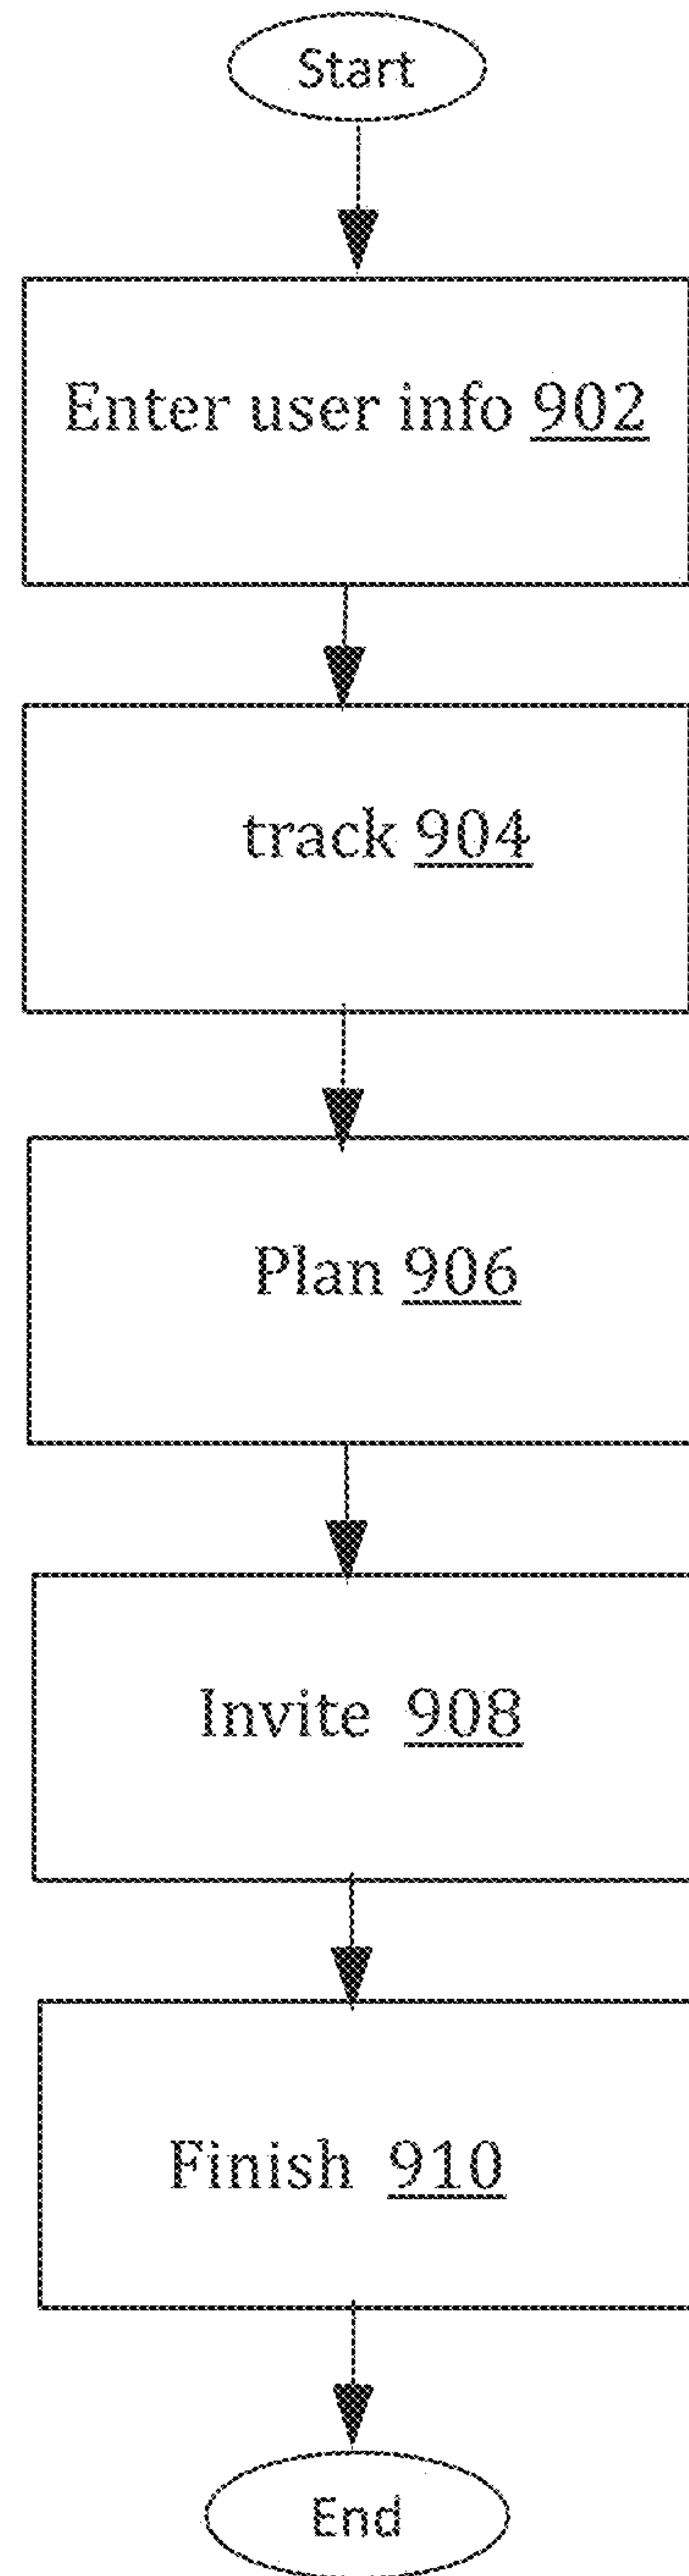 Start
Enter user info 902
track 904
Plan 906
Invite 908
Finish 910
End